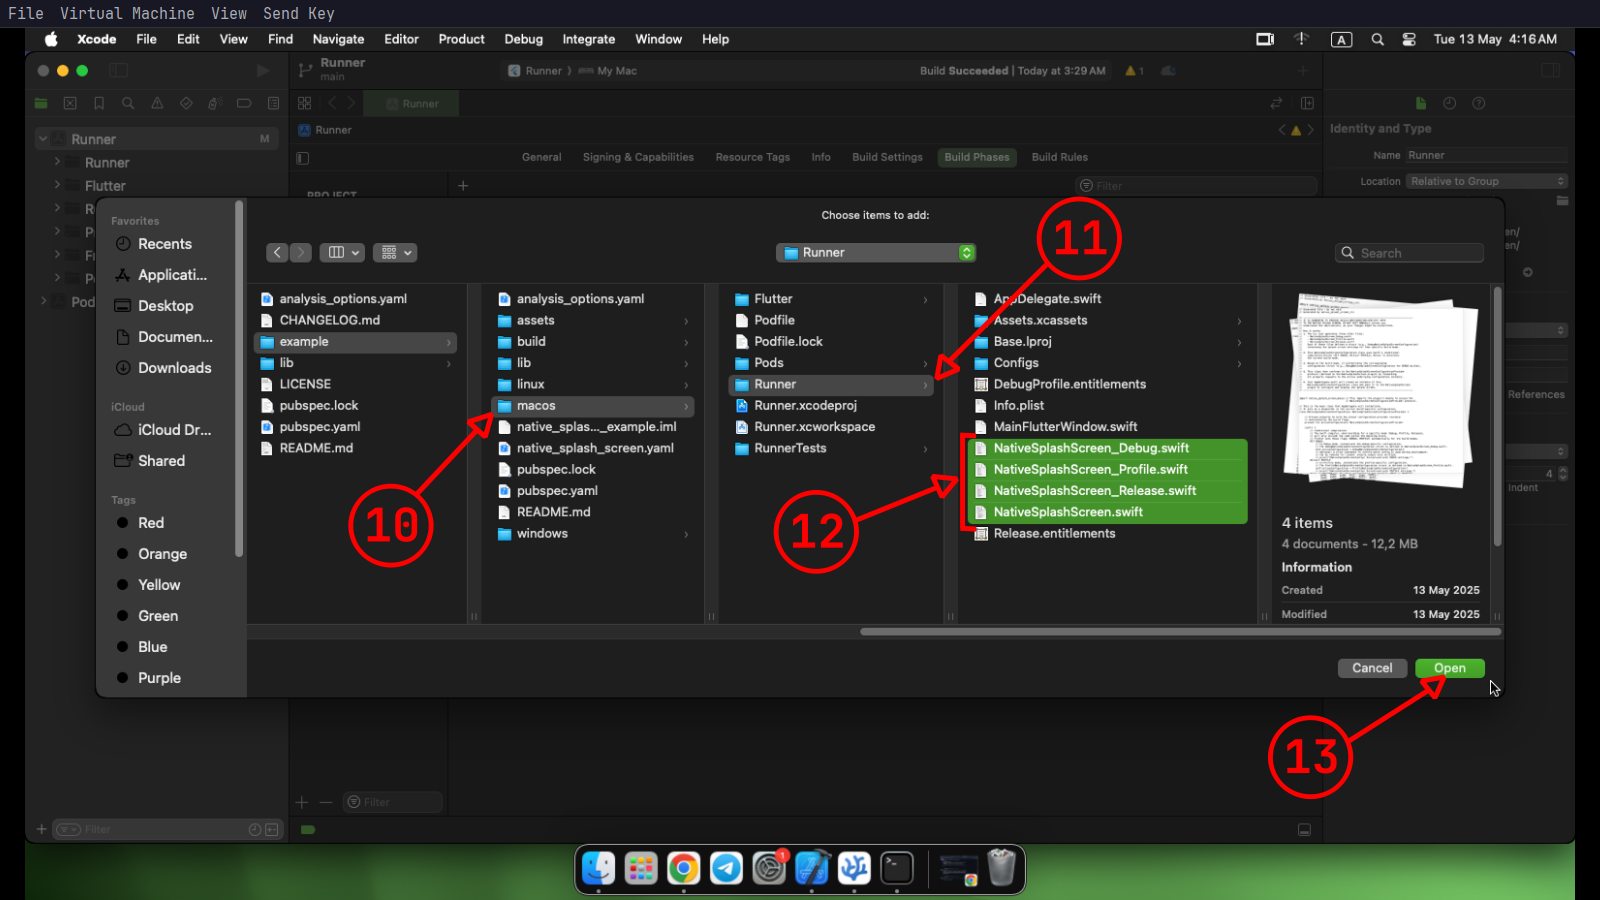 File Virtual Machine View Send Key
Xcode File Edit View Find Navigate Editor Product Debug Integrate Window Help
A
Tue 13 May 4:16 AM
Runner
main
Runner
My Mac
Build Succeeded | Today at 3:29 AM
1
Runner
Runner
Runner M
Runner
Flutter
General Signing & Capabilities Resource Tags Info Build Settings Build Phases Build Rules
Filter
Identity and Type
Name Runner
Location Relative to Group
Choose items to add:
Runner
Search
Favorites
Recents
Applicati...
Desktop
Documen...
Downloads
iCloud
iCloud Dr...
Shared
Tags
Red
Orange
Yellow
Green
Blue
Purple
analysis_options.yaml
CHANGELOG.md
example
lib
LICENSE
pubspec.lock
pubspec.yaml
README.md
analysis_options.yaml
assets
build
lib
linux
macos
native_splas..._example.iml
native_splash_screen.yaml
pubspec.lock
pubspec.yaml
README.md
windows
Flutter
Podfile
Podfile.lock
Pods
Runner
Runner.xcodeproj
Runner.xcworkspace
RunnerTests
AppDelegate.swift
Assets.xcassets
Base.lproj
Configs
DebugProfile.entitlements
Info.plist
MainFlutterWindow.swift
NativeSplashScreen_Debug.swift
NativeSplashScreen_Profile.swift
NativeSplashScreen_Release.swift
NativeSplashScreen.swift
Release.entitlements
4 items
4 documents - 12,2 MB
Information
Created 13 May 2025
Modified 13 May 2025
Cancel Open
10
11
12
13
References
4
Indent
Filter
Filter
1